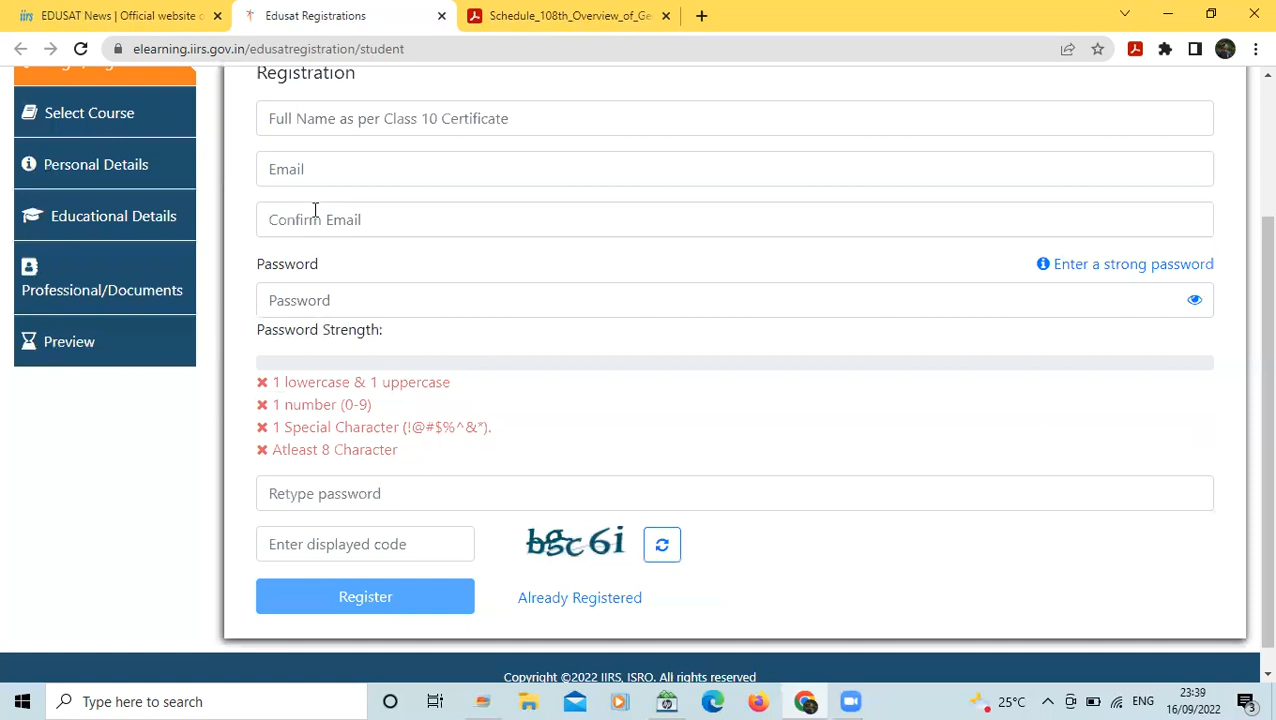 iirs EDUSAT News | Official website o
Edusat Registrations
Schedule_108th_Overview_of_Ge
elearning.iirs.gov.in/edusatregistration/student
Select Course
Personal Details
Educational Details
Professional/Documents
Preview
Registration
Full Name as per Class 10 Certificate
Email
Confirm Email
Password
Enter a strong password
Password
Password Strength:
1 lowercase & 1 uppercase
1 number (0-9)
1 Special Character (!@#$%^&*).
Atleast 8 Character
Retype password
Enter displayed code
bgc6i
Register
Already Registered
Copyright ©2022 IIRS, ISRO. All rights reserved
Type here to search
25°C
ENG
23:39
16/09/2022
3